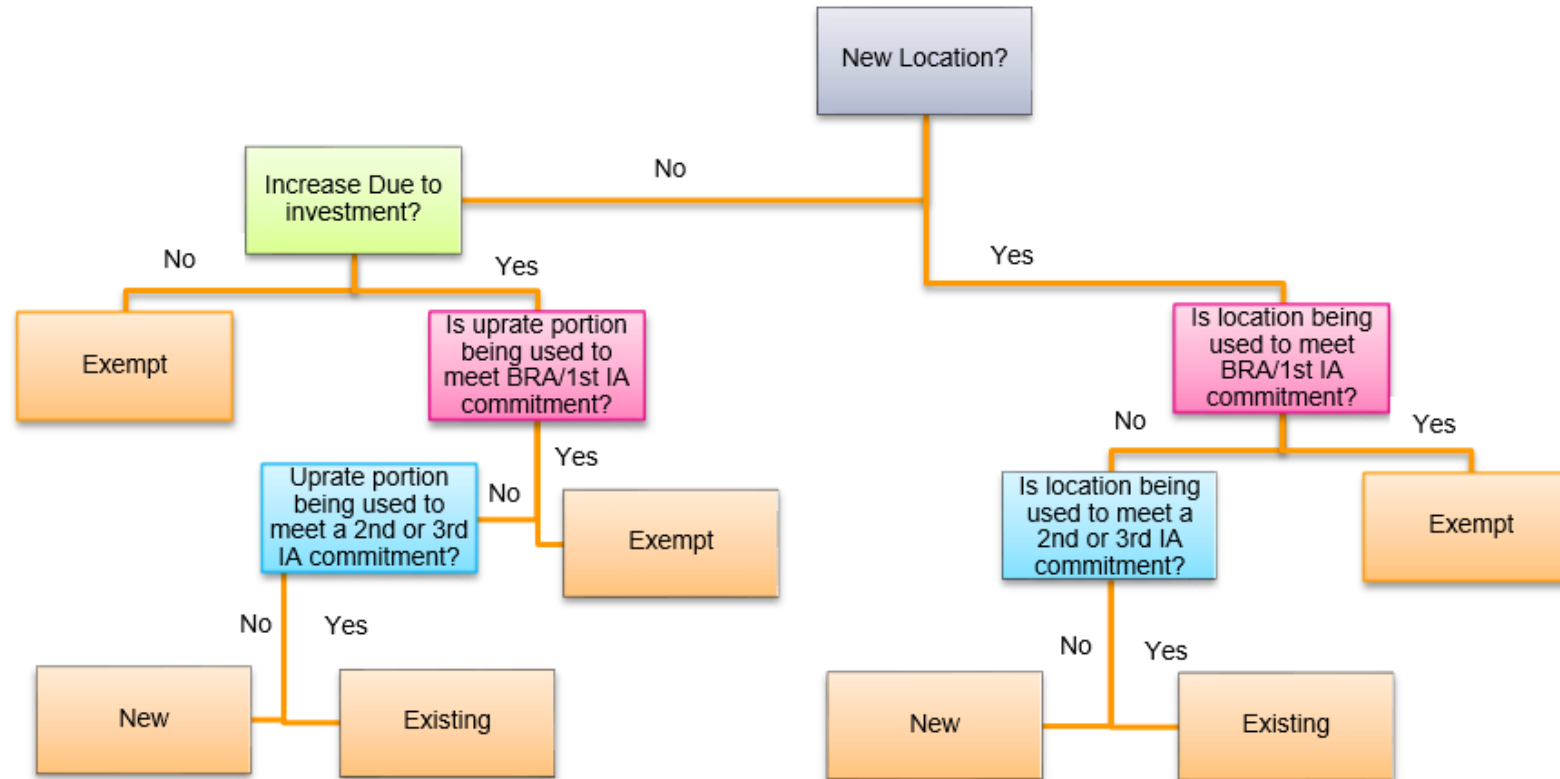 New Location?
No
Increase Due to
investment?
No
Yes
Yes
Exempt
Is uprate portion
being used to
meet BRA/1st IA
commitment?
Is location being
used to meet
BRA/1st IA
commitment?
No
Yes
Yes
No
Uprate portion
being used to
meet a 2nd or 3rd
IA commitment?
Exempt
Is location being
used to meet a
2nd or 3rd IA
commitment?
Exempt
No
Yes
No
Yes
New
Existing
New
Existing